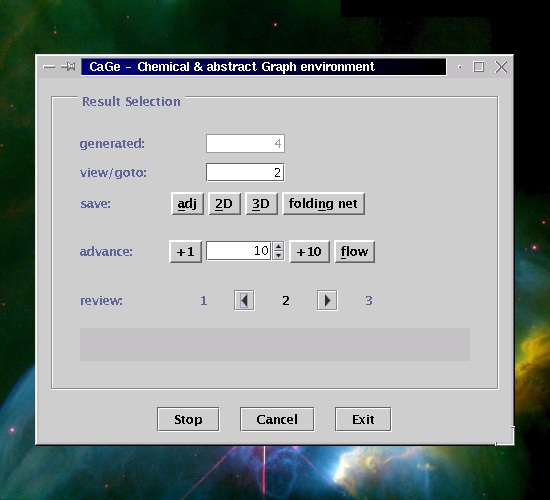 CaGe - Chemical & abstract Graph environment
Result Selection
generated: 4
view/goto: 2
save: adj 2D 3D folding net
advance: +1 10 +10 flow
review: 1 2 3
Stop Cancel Exit